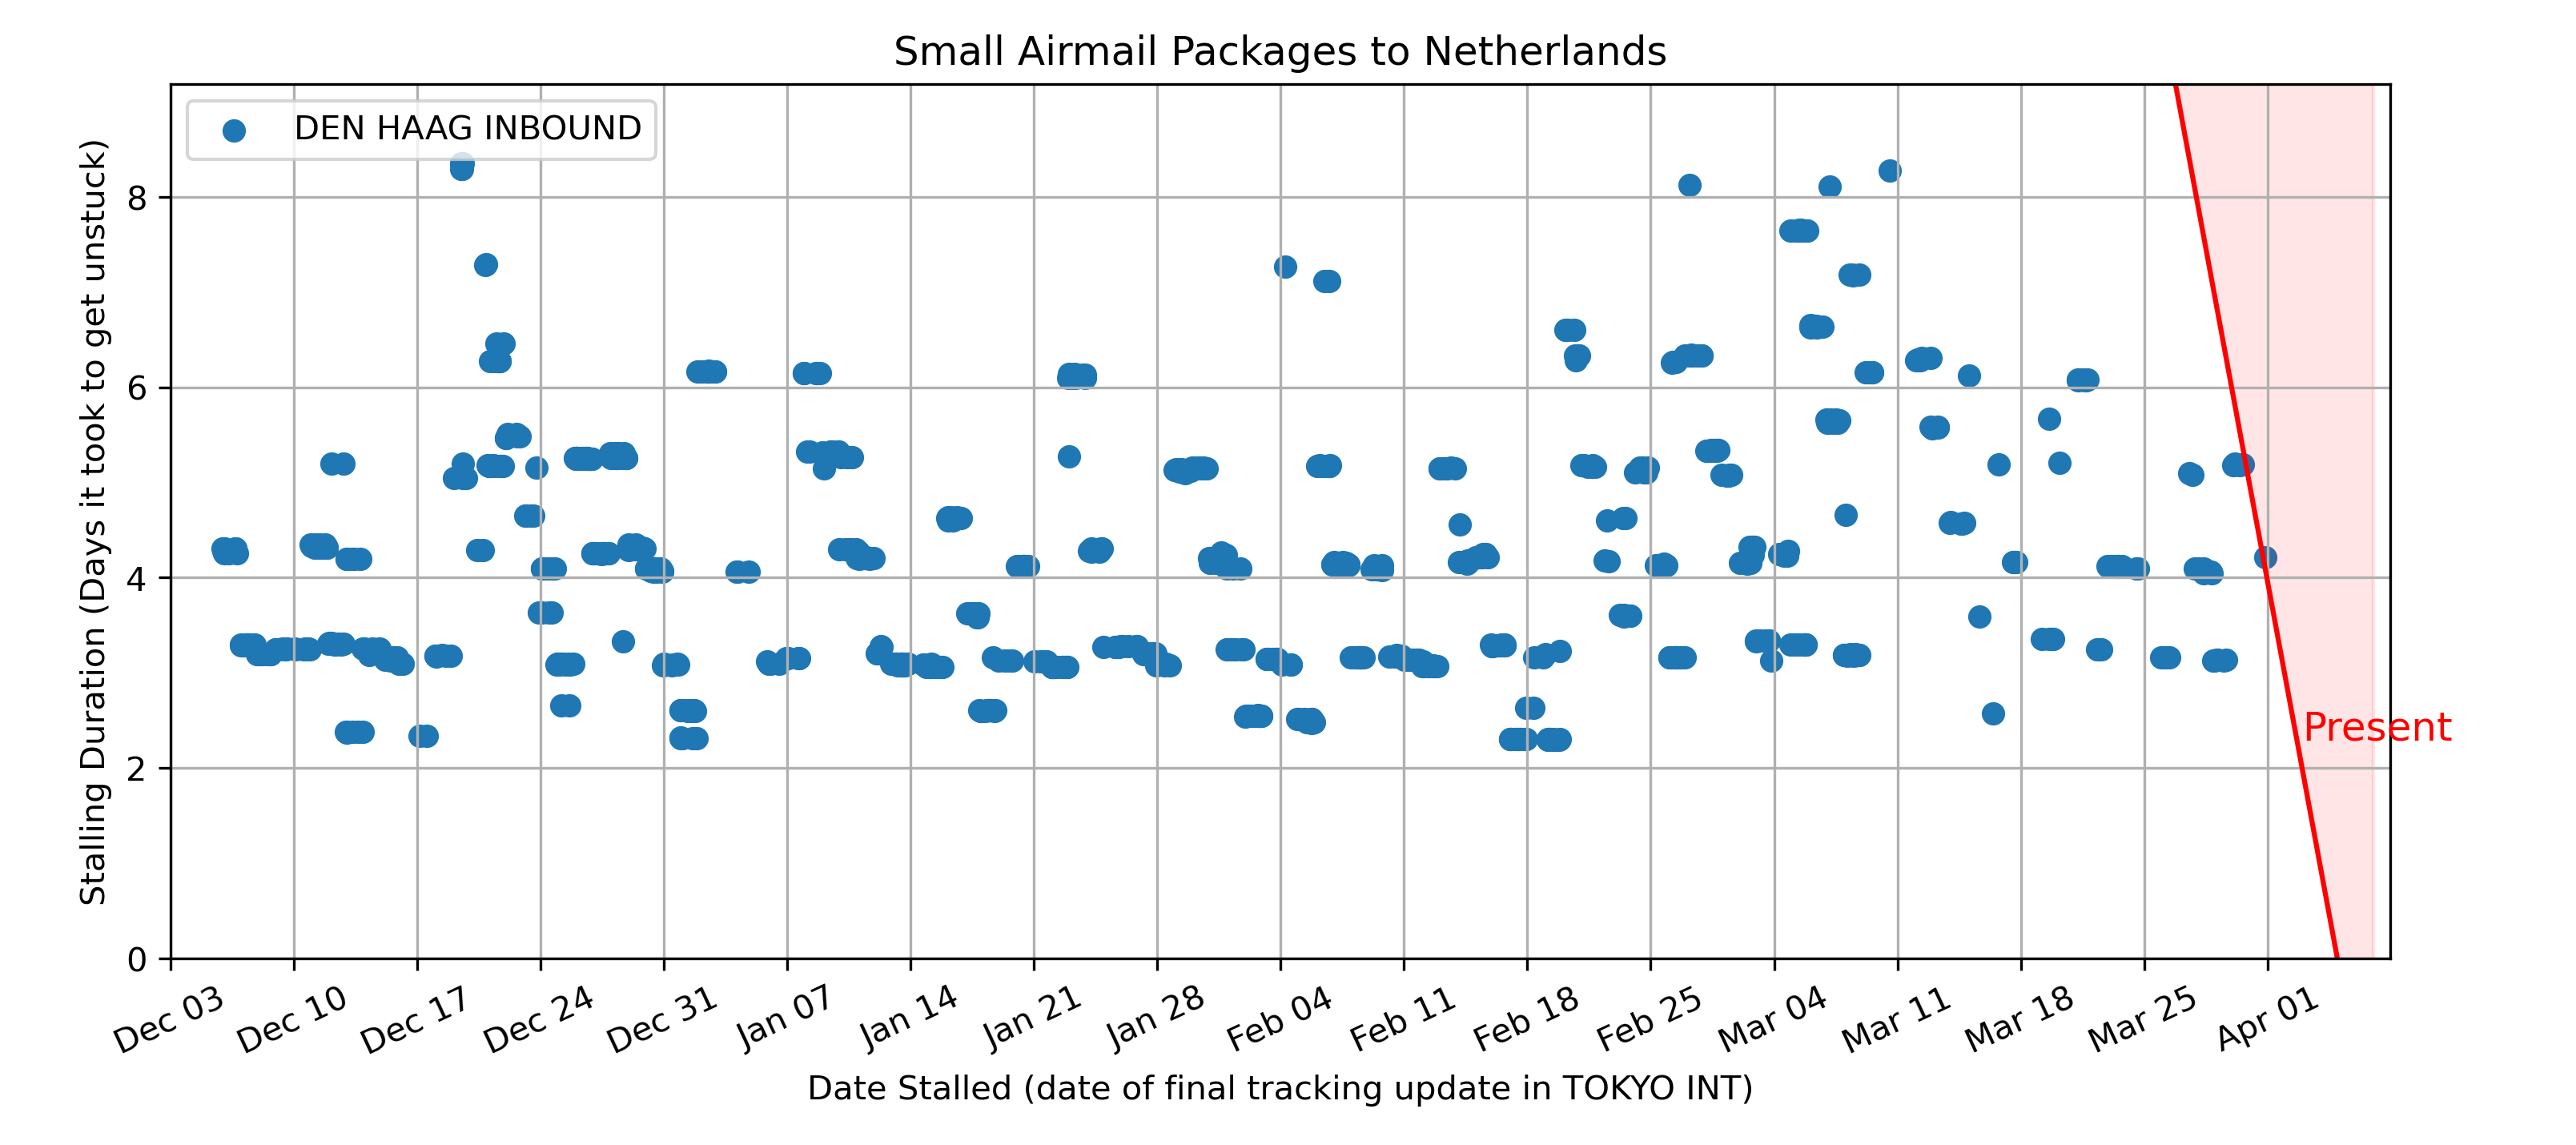 Small Airmail Packages to Netherlands
DEN HAAG INBOUND
Stalling Duration (Days it took to get unstuck)
8
6
4
2
0
Present
Dec 03
Dec 10
Dec 17
Dec 24
Dec 31
Jan 07
Jan 14
Jan 21
Jan 28
Feb 04
Feb 11
Feb 18
Feb 25
Mar 04
Mar 11
Mar 18
Mar 25
Apr 01
Date Stalled (date of final tracking update in TOKYO INT)